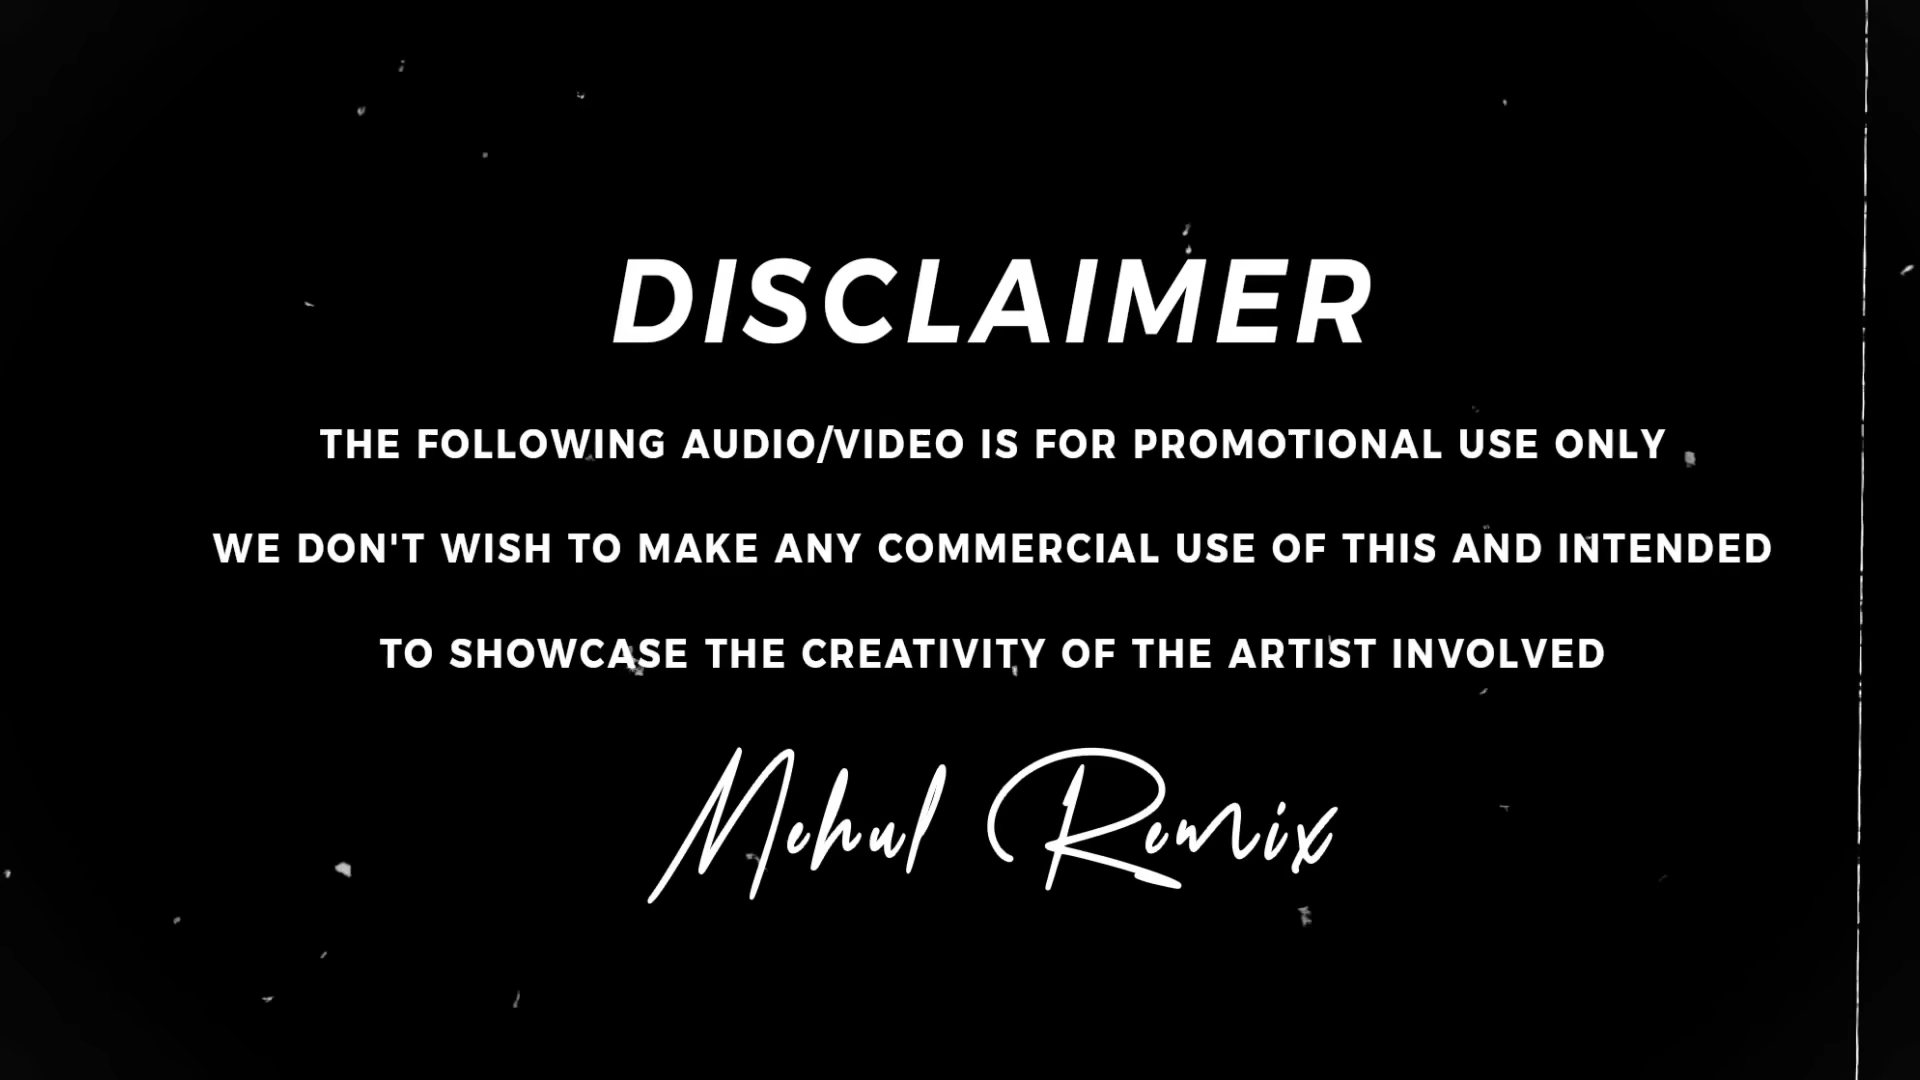 DISCLAIMER
THE FOLLOWING AUDIO/VIDEO IS FOR PROMOTIONAL USE ONLY
WE DON'T WISH TO MAKE ANY COMMERCIAL USE OF THIS AND INTENDED
TO SHOWCASE THE CREATIVITY OF THE ARTIST INVOLVED
Mehul Remix